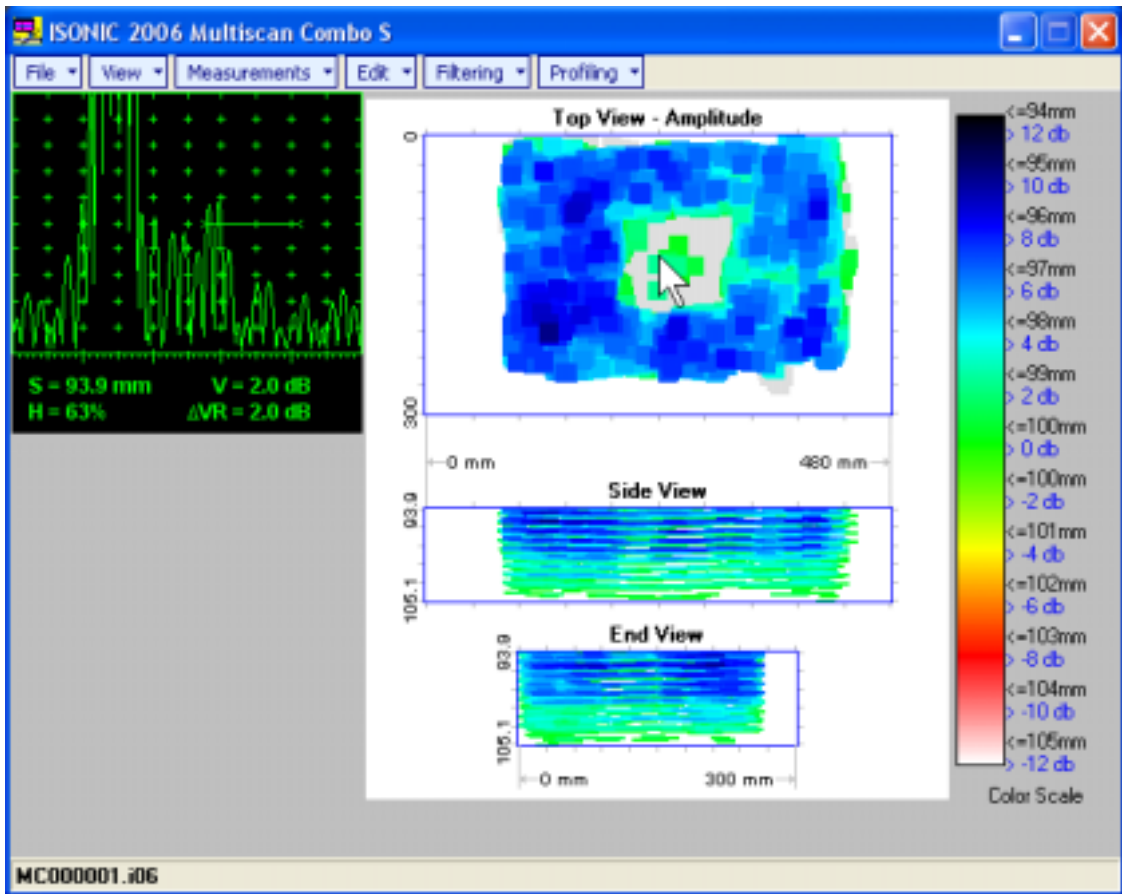 ISONIC 2006 Multiscan Combo S
File View Measurements Edit Filtering Profiling
S = 93.9 mm V = 2.0 dB
H = 63% ΔVR = 2.0 dB
Top View - Amplitude
0
300
0 mm 480 mm
Side View
93.9
105.1
End View
93.9
105.1
0 mm 300 mm
<=94mm
> 12 db
<=95mm
> 10 db
<=96mm
> 8 db
<=97mm
> 6 db
<=98mm
> 4 db
<=99mm
> 2 db
<=100mm
> 0 db
<=100mm
> -2 db
<=101mm
> -4 db
<=102mm
> -6 db
<=103mm
> -8 db
<=104mm
> -10 db
<=105mm
> -12 db
Color Scale
MC000001.i06